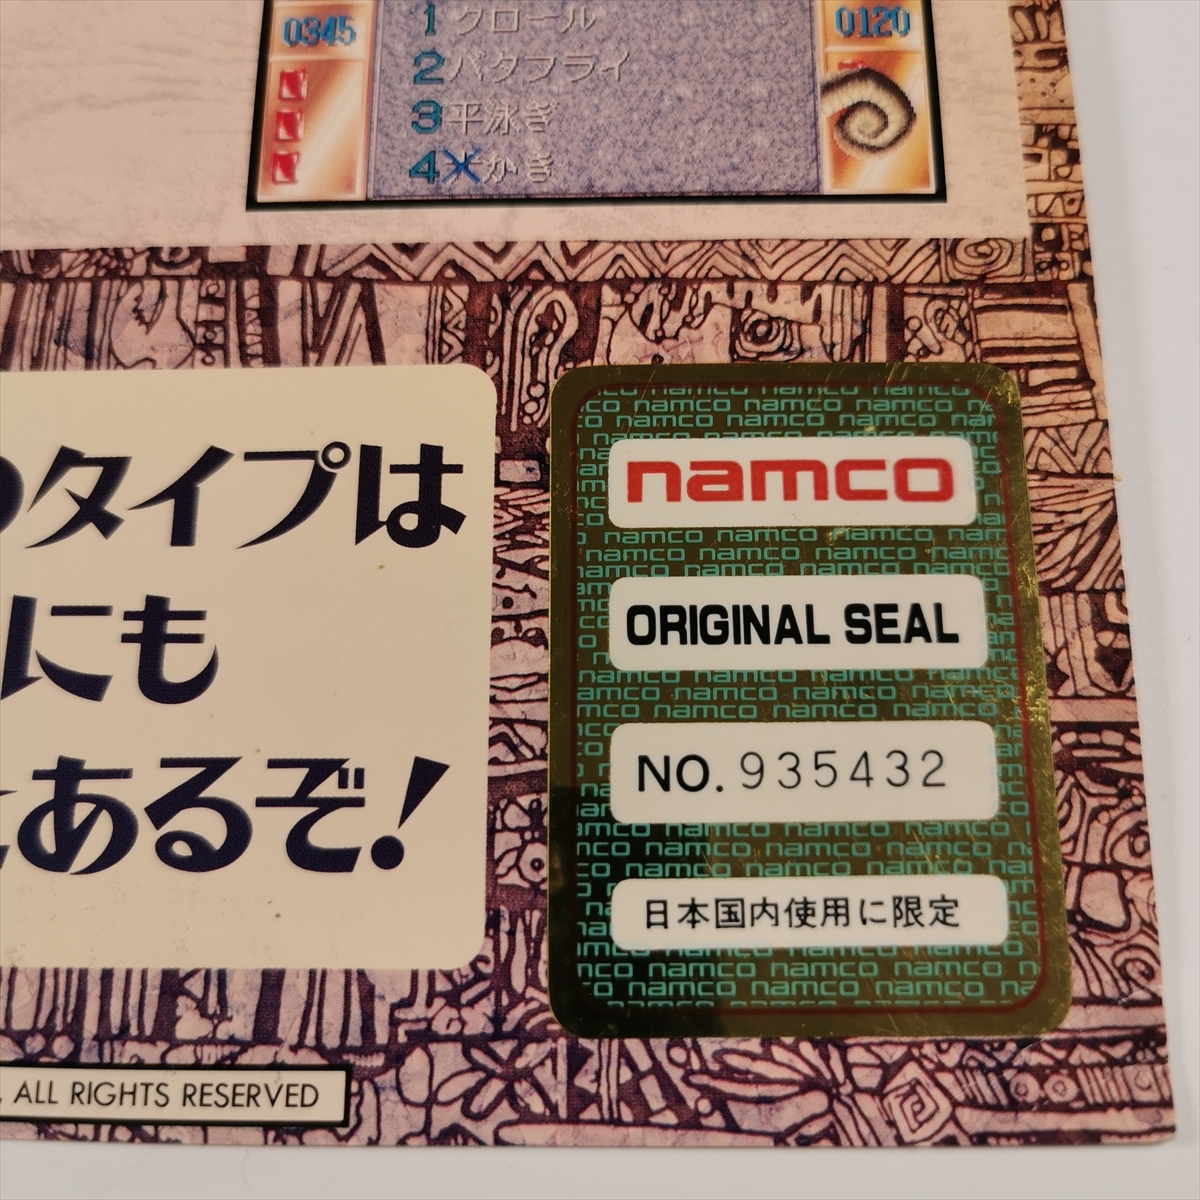 0345
1 クロール
0120
2 バタフライ
3 平泳ぎ
4 犬かき
のタイプは
にも
とあるぞ!
namco
ORIGINAL SEAL
NO. 935432
日本国内使用に限定
ALL RIGHTS RESERVED